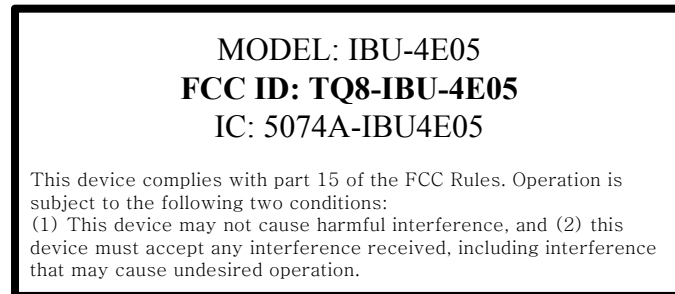 MODEL: IBU-4E05
FCC ID: TQ8-IBU-4E05
IC: 5074A-IBU4E05
This device complies with part 15 of the FCC Rules. Operation is
subject to the following two conditions:
(1) This device may not cause harmful interference, and (2) this
device must accept any interference received, including interference
that may cause undesired operation.